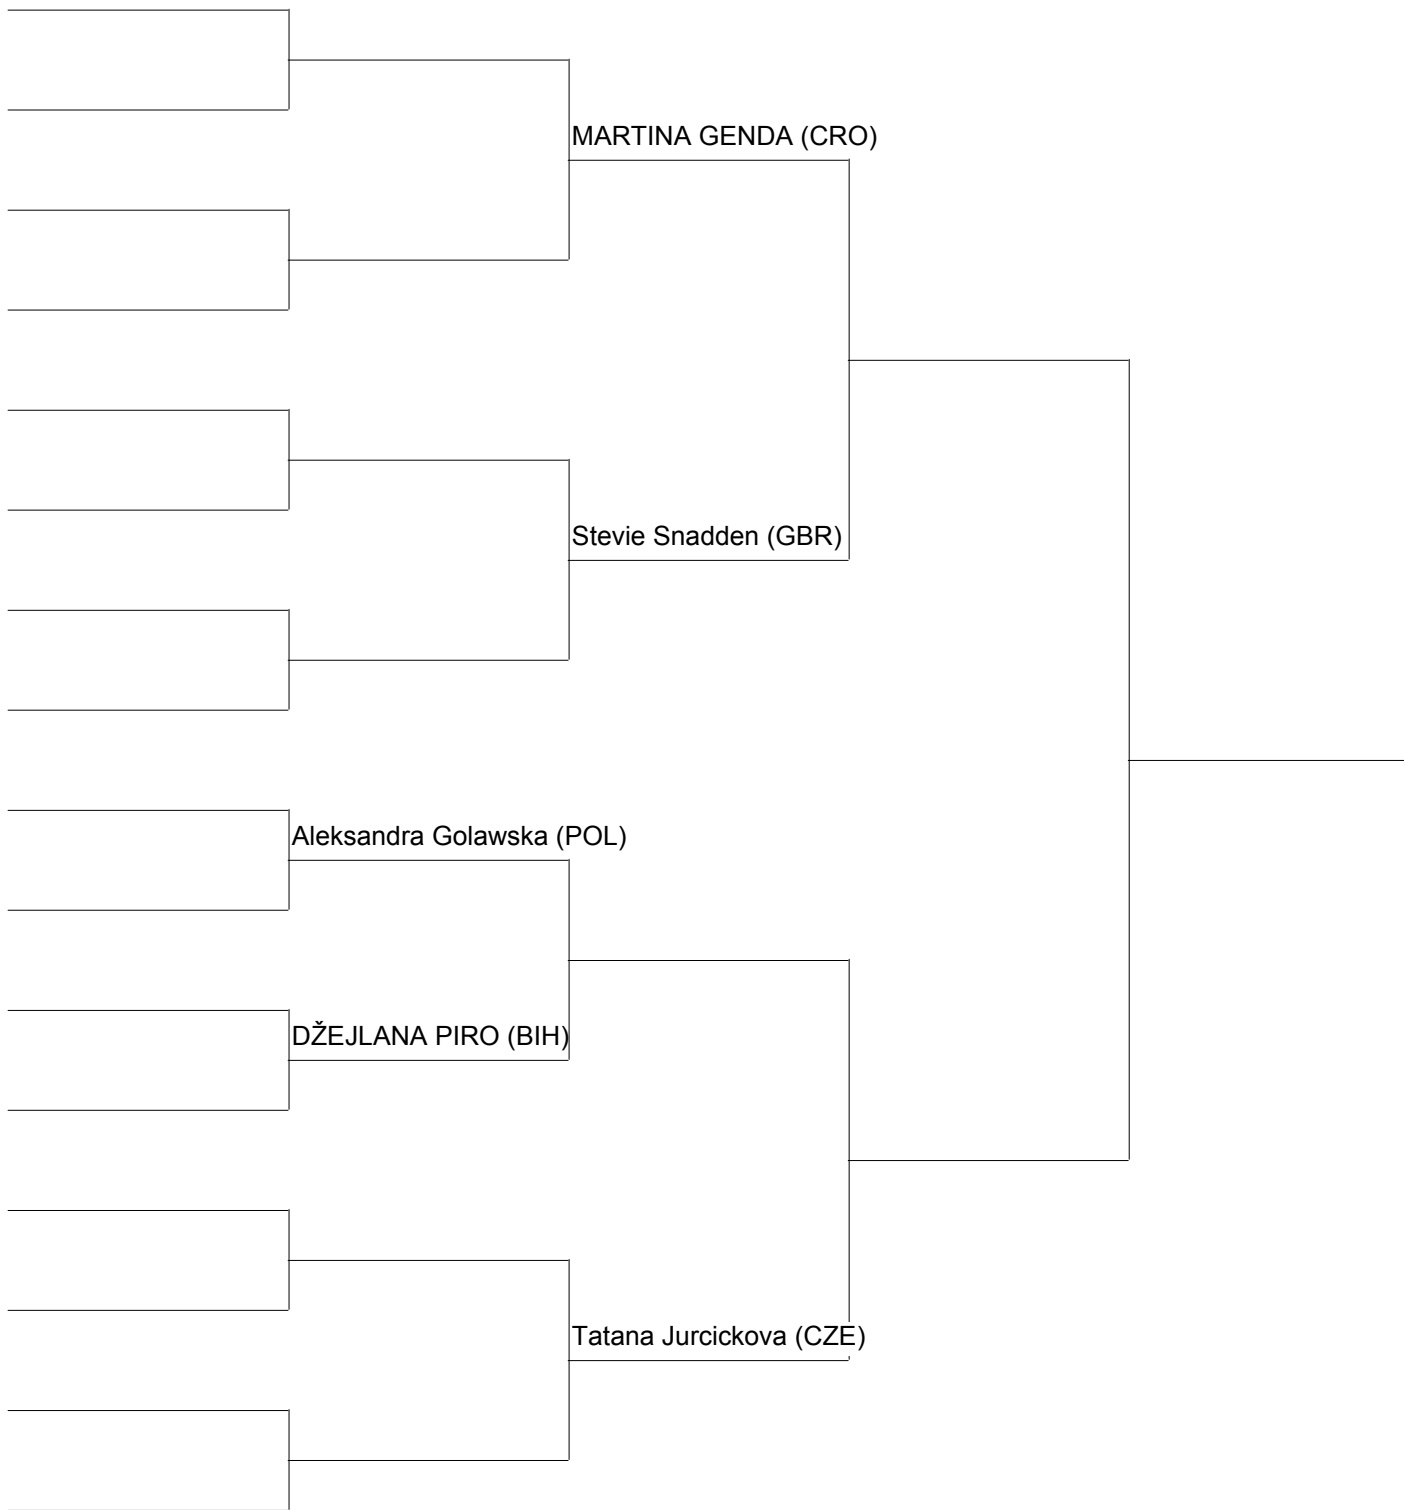 MARTINA GENDA (CRO)
Stevie Snadden (GBR)
Aleksandra Golawska (POL)
DŽEJLANA PIRO (BIH)
Tatana Jurcickova (CZE)